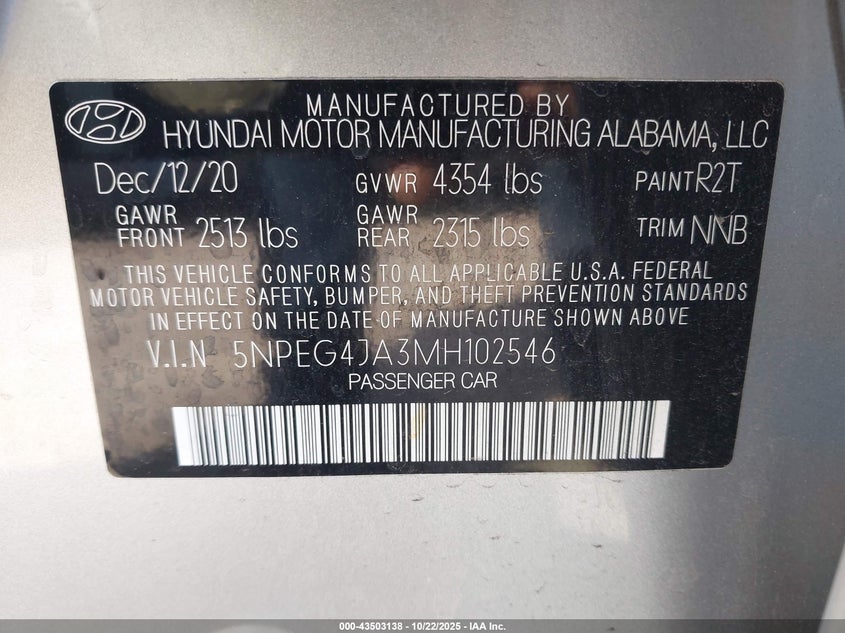 MANUFACTURED BY
HYUNDAI MOTOR MANUFACTURING ALABAMA, LLC
Dec/12/20 GVWR 4354 lbs PAINT R2T
GAWR FRONT 2513 lbs GAWR REAR 2315 lbs TRIM NNB
THIS VEHICLE CONFORMS TO ALL APPLICABLE U.S.A. FEDERAL
MOTOR VEHICLE SAFETY, BUMPER, AND THEFT PREVENTION STANDARDS
IN EFFECT ON THE DATE OF MANUFACTURE SHOWN ABOVE
V.I.N 5NPEG4JA3MH102546
PASSENGER CAR
000-43503138 - 10/22/2025 - IAA Inc.